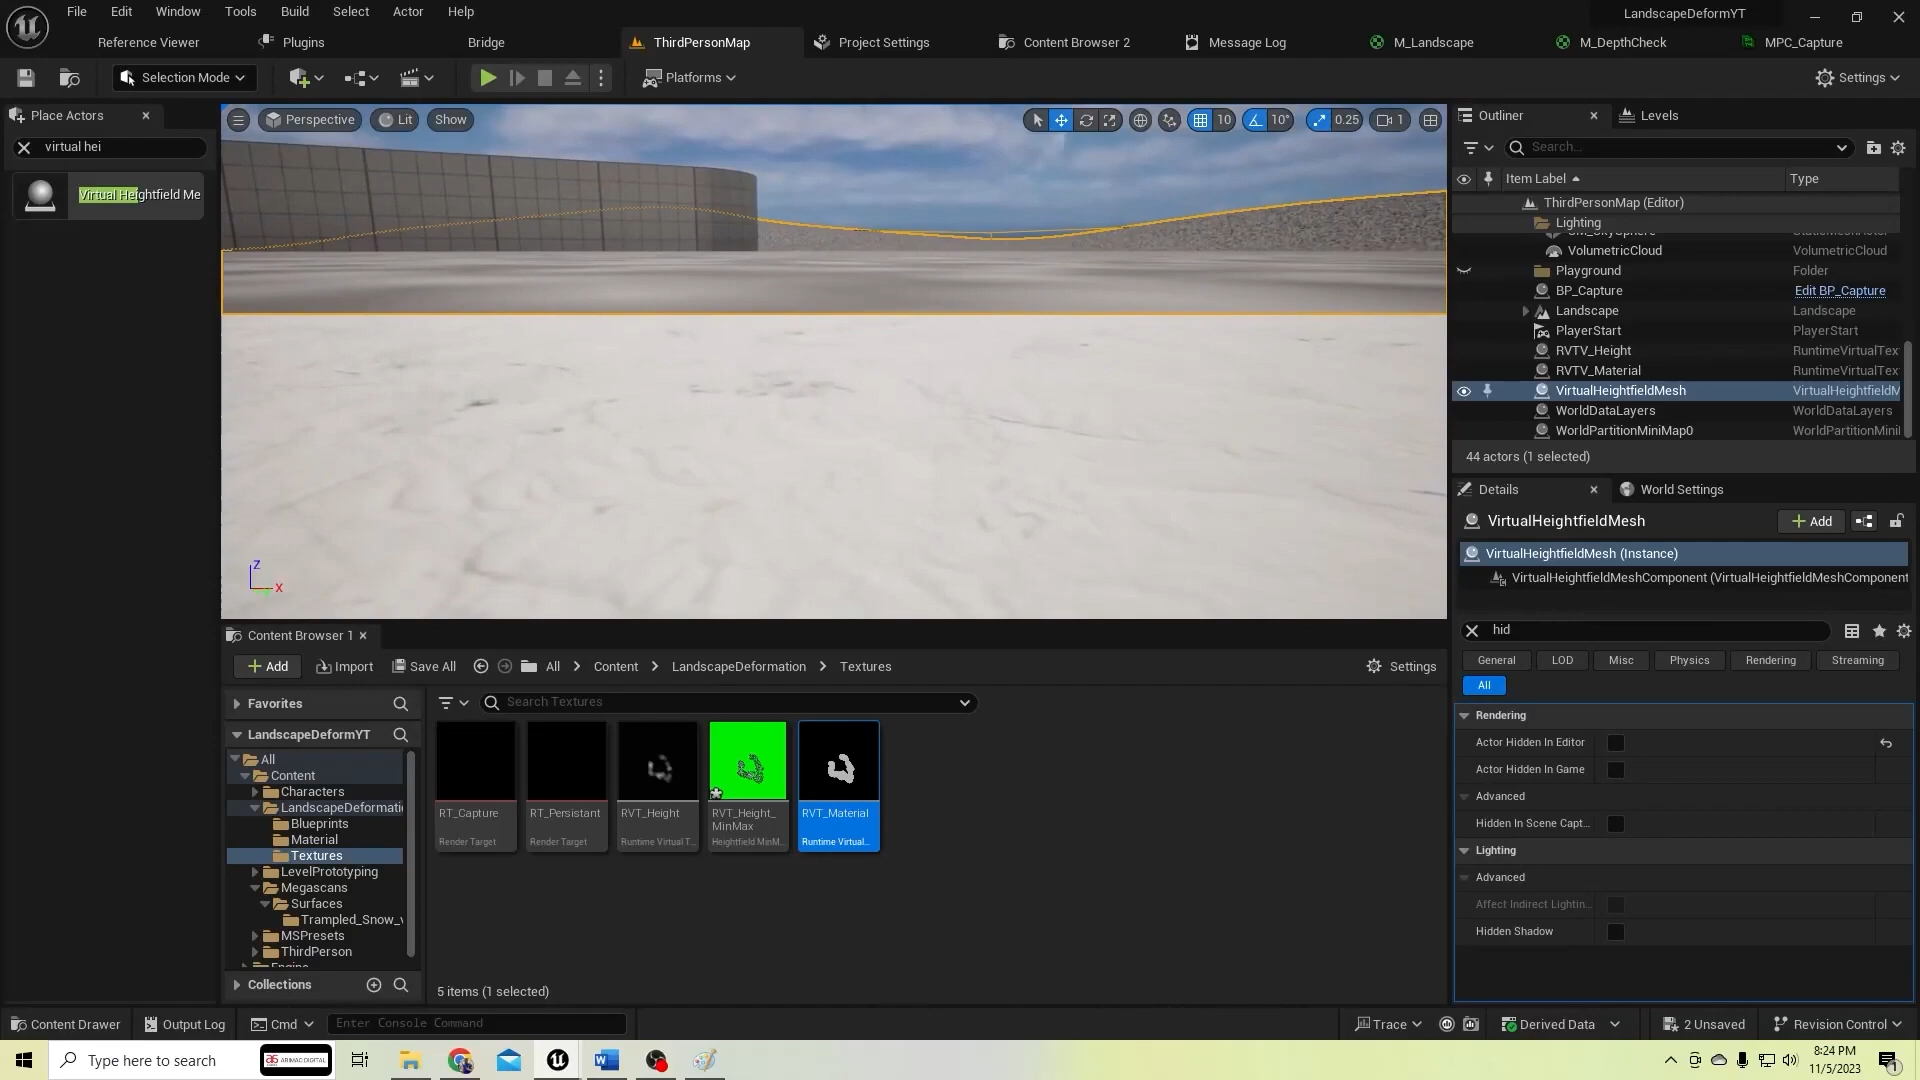 File Edit Window Tools Build Select Actor Help
LandscapeDeformYT
Reference Viewer Plugins Bridge ThirdPersonMap Project Settings Content Browser 2 Message Log M_Landscape M_DepthCheck MPC_Capture
Selection Mode Platforms Settings
Place Actors
virtual hei
Virtual Heightfield Me
Perspective Lit Show 10 10° 0.25 1
Z
X
Outliner Levels
Search...
Item Label Type
ThirdPersonMap (Editor)
Lighting
VolumetricCloud VolumetricCloud
Playground Folder
BP_Capture Edit BP_Capture
Landscape Landscape
PlayerStart PlayerStart
RVTV_Height RuntimeVirtualTex
RVTV_Material RuntimeVirtualTex
VirtualHeightfieldMesh VirtualHeightfieldM
WorldDataLayers WorldDataLayers
WorldPartitionMiniMap0 WorldPartitionMini
44 actors (1 selected)
Details World Settings
VirtualHeightfieldMesh Add
VirtualHeightfieldMesh (Instance)
VirtualHeightfieldMeshComponent (VirtualHeightfieldMeshComponent
hid
General LOD Misc Physics Rendering Streaming
All
Rendering
Actor Hidden In Editor
Actor Hidden In Game
Advanced
Hidden In Scene Capt...
Lighting
Advanced
Affect Indirect Lightin...
Hidden Shadow
Content Browser 1
Add Import Save All All Content LandscapeDeformation Textures Settings
Favorites
Search Textures
LandscapeDeformYT
All
Content
Characters
LandscapeDeformati
Blueprints
Material
Textures
LevelPrototyping
Megascans
Surfaces
Trampled_Snow_v
MSPresets
ThirdPerson
Collections
RT_Capture
Render Target
RT_Persistant
Render Target
RVT_Height
Runtime Virtual T...
RVT_Height_
MinMax
Heightfield MinM...
RVT_Material
Runtime Virtual...
5 items (1 selected)
Content Drawer Output Log Cmd Enter Console Command Trace Derived Data 2 Unsaved Revision Control
Type here to search ARIMAC DIGITAL
8:24 PM
11/5/2023
1